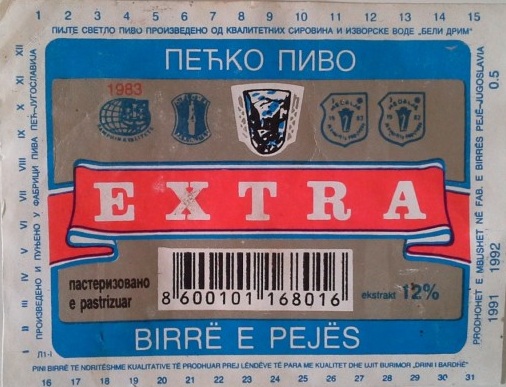 1 2 3 4 5 6 7 8 9 10 11 12 13 14 15
ПИЈТЕ СВЕТЛО ПИВО ПРОИЗВЕДЕНО ОД КВАЛИТЕТНИХ СИРОВИНА И ИЗВОРСКЕ ВОДЕ „БЕЛИ ДРИМ"
ПЕЋКО ПИВО
1983
EXTRA
пастеризовано
e pastrizuar
8 600101 168016
ekstrakt 12%
BIRRË E PEJËS
Л1-I
PINI BIRRË TË NDRITËSHME KUALITATIVE TË PRODHUAR PREJ LËNDËVE TË PARA ME KUALITET DHE UJIT BURIMOR „DRINI I BARDHË"
16 17 18 19 20 21 22 23 24 25 26 27 28 29 30 31
I II III IV V VI VII VIII IX X XI XII
ПРОИЗВЕДЕНО И ПУЊЕНО У ФАБРИЦИ ПИВА ПЕЋ-ЈУГОСЛАВИЈА
PRODHOHET E MBUSHET NË FAB. E BIRRËS PEJË-JUGOSLAVIA
1991 1992 0.5